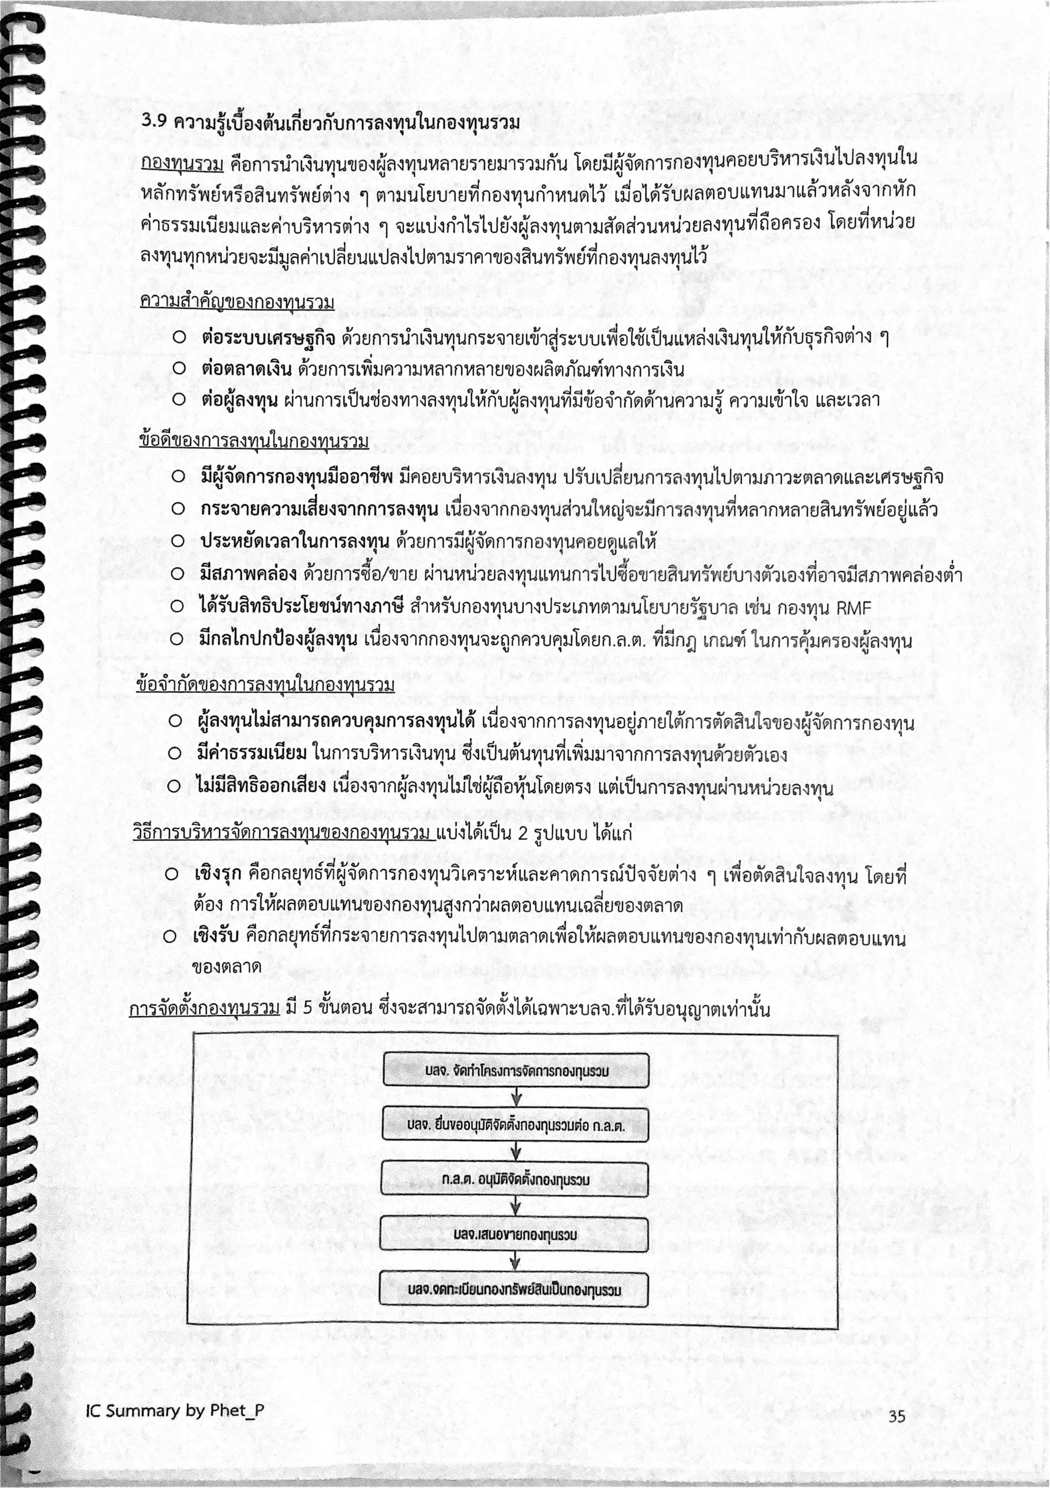 3.9 ความรู้เบื้องต้นเกี่ยวกับการลงทุนในกองทุนรวม
กองทุนรวม คือการนำเงินทุนของผู้ลงทุนหลายรายมารวมกัน โดยมีผู้จัดการกองทุนคอยบริหารเงินไปลงทุนใน
หลักทรัพย์หรือสินทรัพย์ต่าง ๆ ตามนโยบายที่กองทุนกำหนดไว้ เมื่อได้รับผลตอบแทนมาแล้วหลังจากหัก
ค่าธรรมเนียมและค่าบริหารต่าง ๆ จะแบ่งกำไรไปยังผู้ลงทุนตามสัดส่วนหน่วยลงทุนที่ถือครอง โดยที่หน่วย
ลงทุนทุกหน่วยจะมีมูลค่าเปลี่ยนแปลงไปตามราคาของสินทรัพย์ที่กองทุนลงทุนไว้
ความสำคัญของกองทุนรวม
○ ต่อระบบเศรษฐกิจ ด้วยการนำเงินทุนกระจายเข้าสู่ระบบเพื่อใช้เป็นแหล่งเงินทุนให้กับธุรกิจต่าง ๆ
○ ต่อตลาดเงิน ด้วยการเพิ่มความหลากหลายของผลิตภัณฑ์ทางการเงิน
○ ต่อผู้ลงทุน ผ่านการเป็นช่องทางลงทุนให้กับผู้ลงทุนที่มีข้อจำกัดด้านความรู้ ความเข้าใจ และเวลา
ข้อดีของการลงทุนในกองทุนรวม
○ มีผู้จัดการกองทุนมืออาชีพ มีคอยบริหารเงินลงทุน ปรับเปลี่ยนการลงทุนไปตามภาวะตลาดและเศรษฐกิจ
○ กระจายความเสี่ยงจากการลงทุน เนื่องจากกองทุนส่วนใหญ่จะมีการลงทุนที่หลากหลายสินทรัพย์อยู่แล้ว
○ ประหยัดเวลาในการลงทุน ด้วยการมีผู้จัดการกองทุนคอยดูแลให้
○ มีสภาพคล่อง ด้วยการซื้อ/ขาย ผ่านหน่วยลงทุนแทนการไปซื้อขายสินทรัพย์บางตัวเองที่อาจมีสภาพคล่องต่ำ
○ ได้รับสิทธิประโยชน์ทางภาษี สำหรับกองทุนบางประเภทตามนโยบายรัฐบาล เช่น กองทุน RMF
○ มีกลไกปกป้องผู้ลงทุน เนื่องจากกองทุนจะถูกควบคุมโดยก.ล.ต. ที่มีกฎ เกณฑ์ ในการคุ้มครองผู้ลงทุน
ข้อจำกัดของการลงทุนในกองทุนรวม
○ ผู้ลงทุนไม่สามารถควบคุมการลงทุนได้ เนื่องจากการลงทุนอยู่ภายใต้การตัดสินใจของผู้จัดการกองทุน
○ มีค่าธรรมเนียม ในการบริหารเงินทุน ซึ่งเป็นต้นทุนที่เพิ่มมาจากการลงทุนด้วยตัวเอง
○ ไม่มีสิทธิออกเสียง เนื่องจากผู้ลงทุนไม่ใช่ผู้ถือหุ้นโดยตรง แต่เป็นการลงทุนผ่านหน่วยลงทุน
วิธีการบริหารจัดการลงทุนของกองทุนรวม แบ่งได้เป็น 2 รูปแบบ ได้แก่
○ เชิงรุก คือกลยุทธ์ที่ผู้จัดการกองทุนวิเคราะห์และคาดการณ์ปัจจัยต่าง ๆ เพื่อตัดสินใจลงทุน โดยที่
ต้อง การให้ผลตอบแทนของกองทุนสูงกว่าผลตอบแทนเฉลี่ยของตลาด
○ เชิงรับ คือกลยุทธ์ที่กระจายการลงทุนไปตามตลาดเพื่อให้ผลตอบแทนของกองทุนเท่ากับผลตอบแทน
ของตลาด
การจัดตั้งกองทุนรวม มี 5 ขั้นตอน ซึ่งจะสามารถจัดตั้งได้เฉพาะบลจ.ที่ได้รับอนุญาตเท่านั้น
บลจ. จัดทำโครงการจัดการกองทุนรวม
บลจ. ยื่นขออนุมัติจัดตั้งกองทุนรวมต่อ ก.ล.ต.
ก.ล.ต. อนุมัติจัดตั้งกองทุนรวม
บลจ.เสนอขายกองทุนรวม
บลจ.จดทะเบียนกองทรัพย์สินเป็นกองทุนรวม
IC Summary by Phet_P
35